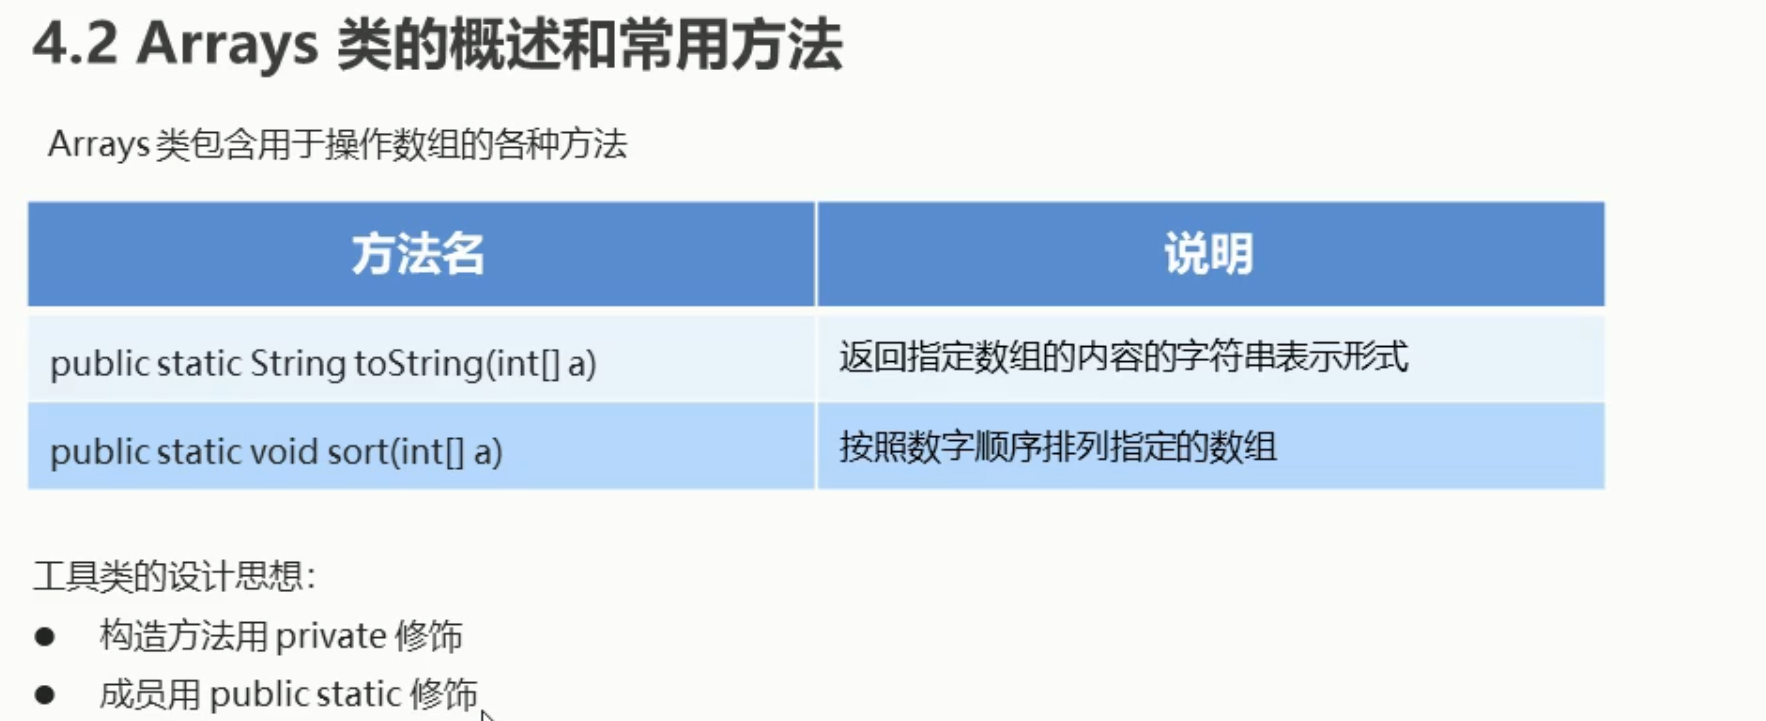 4.2 Arrays 类的概述和常用方法
Arrays 类包含用于操作数组的各种方法
方法名 说明
public static String toString(int[] a) 返回指定数组的内容的字符串表示形式
public static void sort(int[] a) 按照数字顺序排列指定的数组
工具类的设计思想：
● 构造方法用 private 修饰
● 成员用 public static 修饰